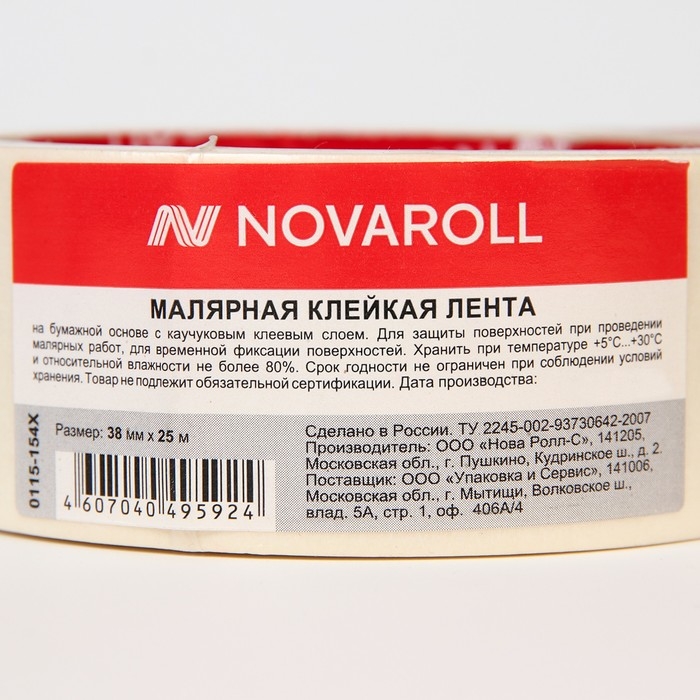 NOVAROLL
МАЛЯРНАЯ КЛЕЙКАЯ ЛЕНТА
на бумажной основе с каучуковым клеевым слоем. Для защиты поверхностей при проведении
малярных работ, для временной фиксации поверхностей. Хранить при температуре +5°C...+30°C
и относительной влажности не более 80%. Срок годности не ограничен при соблюдении условий
хранения. Товар не подлежит обязательной сертификации. Дата производства:
0115-154X
Размер: 38 мм x 25 м
4 607040 495924
Сделано в России. ТУ 2245-002-93730642-2007
Производитель: ООО «Нова Ролл-С», 141205,
Московская обл., г. Пушкино, Кудринское ш., д. 2.
Поставщик: ООО «Упаковка и Сервис», 141006,
Московская обл., г. Мытищи, Волковское ш.,
влад. 5А, стр. 1, оф. 406А/4